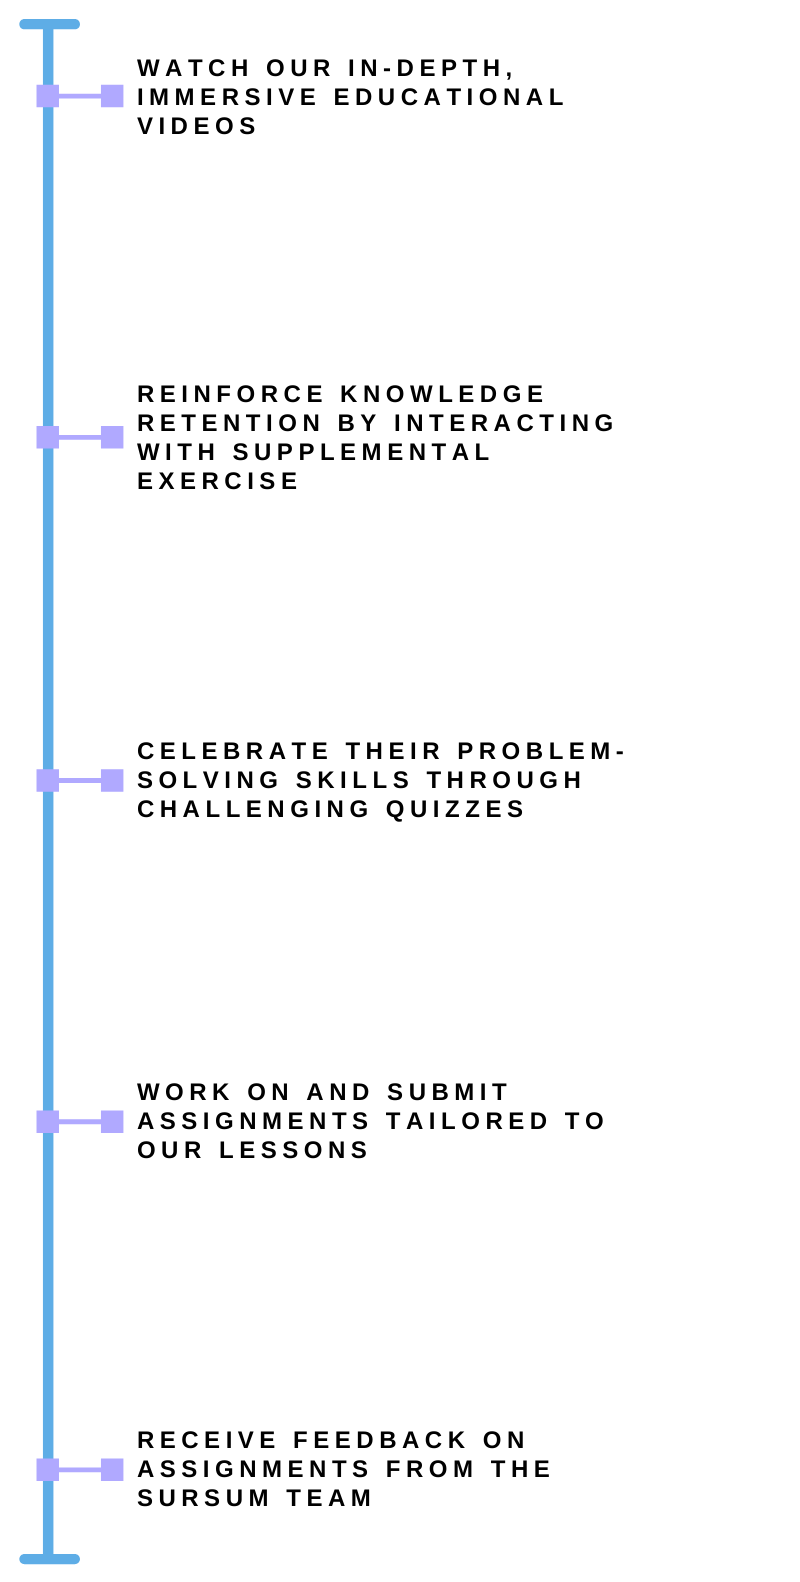 WATCH OUR IN-DEPTH,
IMMERSIVE EDUCATIONAL
VIDEOS
REINFORCE KNOWLEDGE
RETENTION BY INTERACTING
WITH SUPPLEMENTAL
EXERCISE
CELEBRATE THEIR PROBLEM-
SOLVING SKILLS THROUGH
CHALLENGING QUIZZES
WORK ON AND SUBMIT
ASSIGNMENTS TAILORED TO
OUR LESSONS
RECEIVE FEEDBACK ON
ASSIGNMENTS FROM THE
SURSUM TEAM